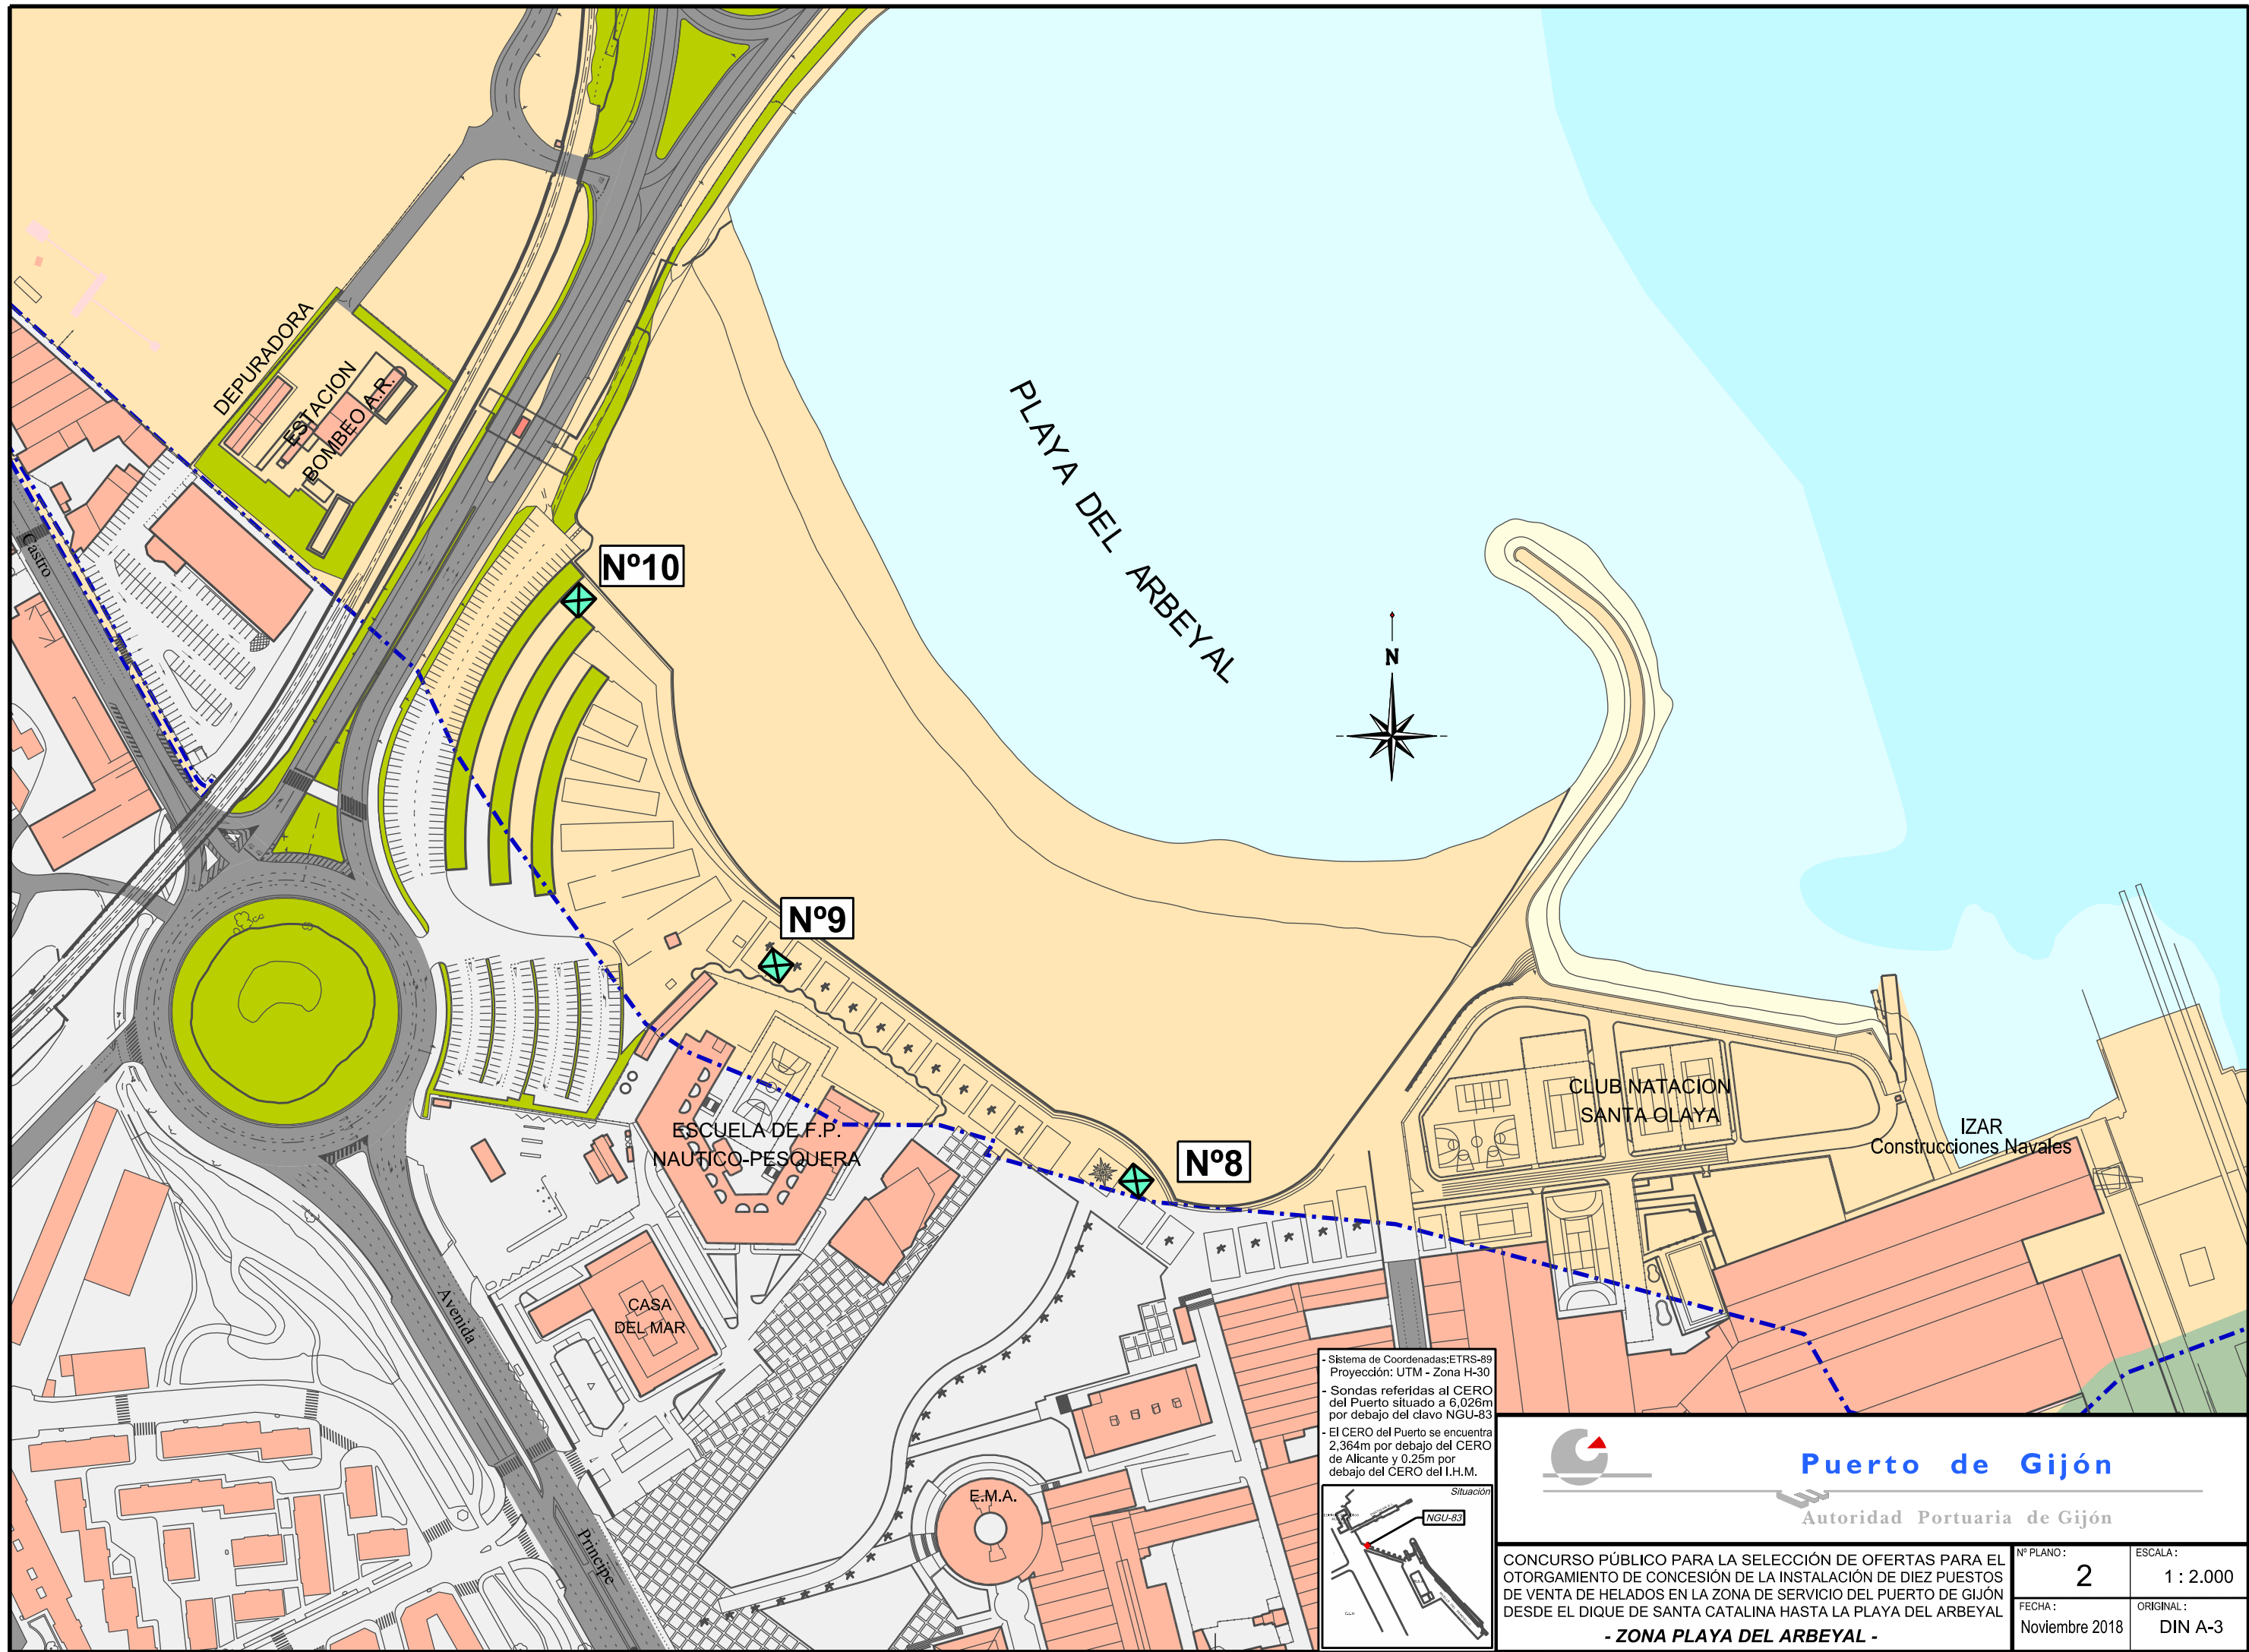 DEPURADORA
ESTACION
BOMBEO A.R.
Castro
Nº10
PLAYA DEL ARBEYAL
N
Nº9
Nº8
ESCUELA DE F.P.
NAUTICO-PESQUERA
CLUB NATACION
SANTA OLAYA
IZAR
Construcciones Navales
CASA
DEL MAR
Avenida
Principe
E.M.A.
- Sistema de Coordenadas:ETRS-89
Proyección: UTM - Zona H-30
- Sondas referidas al CERO
del Puerto situado a 6,026m
por debajo del clavo NGU-83
- El CERO del Puerto se encuentra
2,364m por debajo del CERO
de Alicante y 0.25m por
debajo del CERO del I.H.M.
Situación
NGU-83
Puerto de Gijón
Autoridad Portuaria de Gijón
CONCURSO PÚBLICO PARA LA SELECCIÓN DE OFERTAS PARA EL
OTORGAMIENTO DE CONCESIÓN DE LA INSTALACIÓN DE DIEZ PUESTOS
DE VENTA DE HELADOS EN LA ZONA DE SERVICIO DEL PUERTO DE GIJÓN
DESDE EL DIQUE DE SANTA CATALINA HASTA LA PLAYA DEL ARBEYAL
- ZONA PLAYA DEL ARBEYAL -
Nº PLANO:
2
ESCALA:
1 : 2.000
FECHA:
Noviembre 2018
ORIGINAL:
DIN A-3